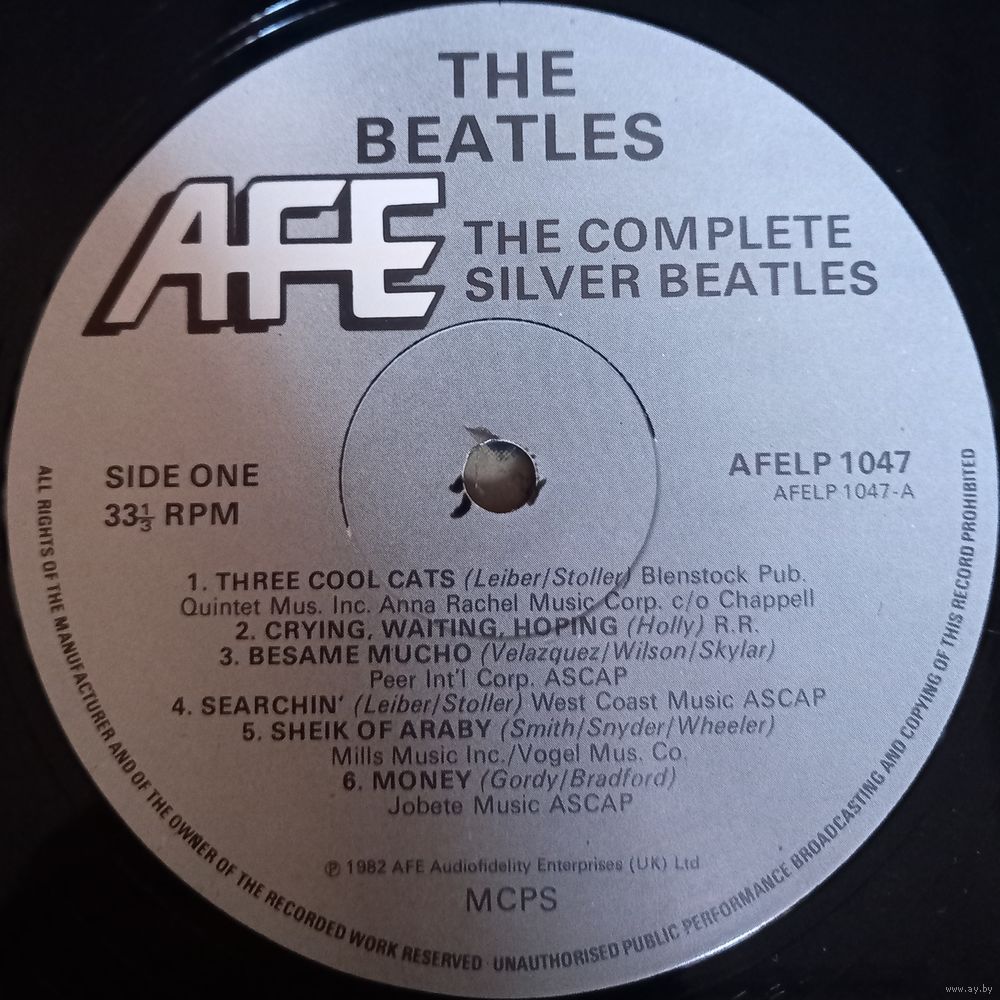 THE
BEATLES
AFE
THE COMPLETE
SILVER BEATLES
SIDE ONE
33⅓ RPM
AFELP 1047
AFELP 1047-A
1. THREE COOL CATS (Leiber/Stoller) Blenstock Pub.
Quintet Mus. Inc. Anna Rachel Music Corp. c/o Chappell
2. CRYING, WAITING, HOPING (Holly) R.R.
3. BESAME MUCHO (Velazquez/Wilson/Skylar)
Peer Int'l Corp. ASCAP
4. SEARCHIN' (Leiber/Stoller) West Coast Music ASCAP
5. SHEIK OF ARABY (Smith/Snyder/Wheeler)
Mills Music Inc./Vogel Mus. Co.
6. MONEY (Gordy/Bradford)
Jobete Music ASCAP
℗ 1982 AFE Audiofidelity Enterprises (UK) Ltd
MCPS
ALL RIGHTS OF THE MANUFACTURER AND OF THE OWNER OF THE RECORDED WORK RESERVED · UNAUTHORISED PUBLIC PERFORMANCE BROADCASTING AND COPYING OF THIS RECORD PROHIBITED
www.ay.by